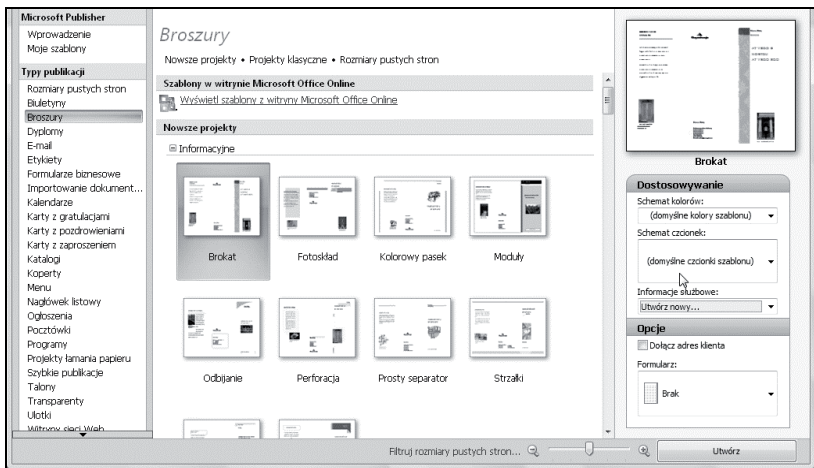 Microsoft Publisher
Wprowadzenie
Moje szablony
Typy publikacji
Rozmiary pustych stron
Biuletyny
Broszury
Dyplomy
E-mail
Etykiety
Formularze biznesowe
Importowanie dokument...
Kalendarze
Karty z gratulacjami
Karty z pozdrowieniami
Karty z zaproszeniem
Katalogi
Koperty
Menu
Nagłówek listowy
Ogłoszenia
Pocztówki
Programy
Projekty łamania papieru
Szybkie publikacje
Talony
Transparenty
Ulotki
Witryny sieci Web
Broszury
Nowsze projekty • Projekty klasyczne • Rozmiary pustych stron
Szablony w witrynie Microsoft Office Online
Wyświetl szablony z witryny Microsoft Office Online
Nowsze projekty
Informacyjne
Brokat
Fotoskład
Kolorowy pasek
Moduły
Odbijanie
Perforacja
Prosty separator
Strzałki
Filtruj rozmiary pustych stron...
Brokat
Dostosowywanie
Schemat kolorów:
(domyślne kolory szablonu)
Schemat czcionek:
(domyślne czcionki szablonu)
Informacje służbowe:
Utwórz nowy...
Opcje
Dołącz adres klienta
Formularz:
Brak
Utwórz